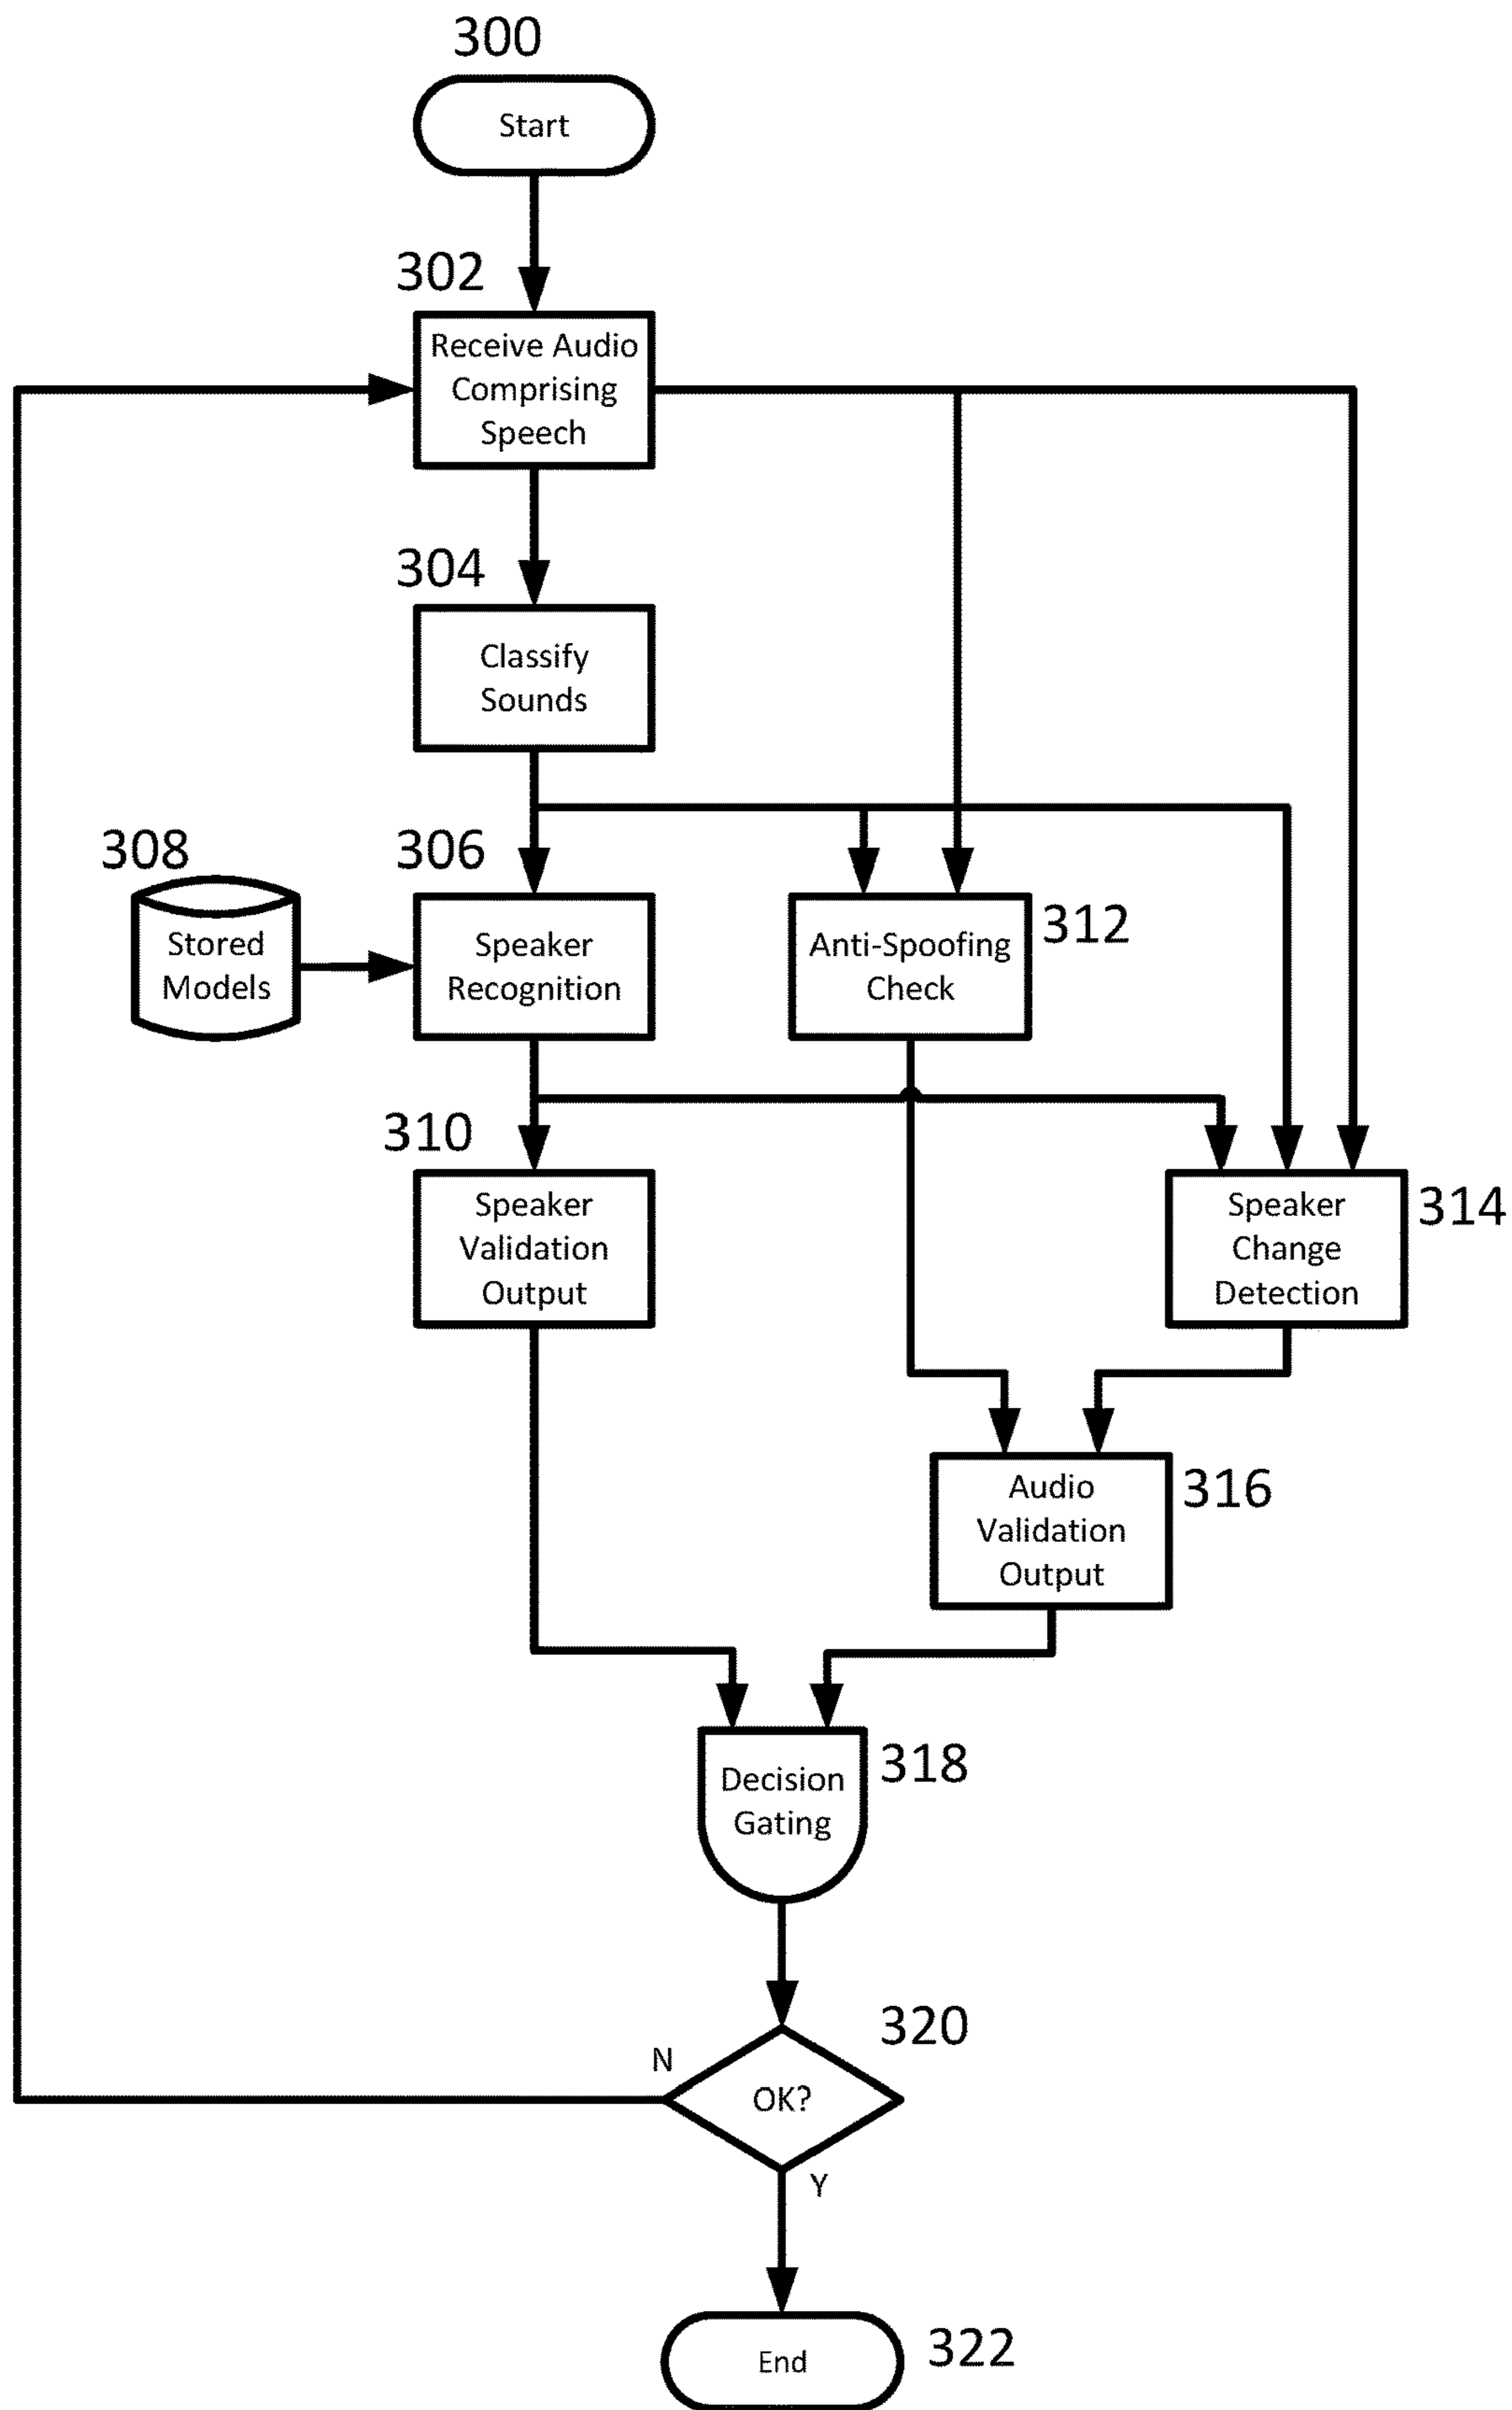 300
Start
302
Receive Audio
Comprising
Speech
304
Classify
Sounds
308
Stored
Models
306
Speaker
Recognition
Anti-Spoofing
Check
312
310
Speaker
Validation
Output
Speaker
Change
Detection
314
Audio
Validation
Output
316
Decision
Gating
318
320
N
OK?
Y
End
322